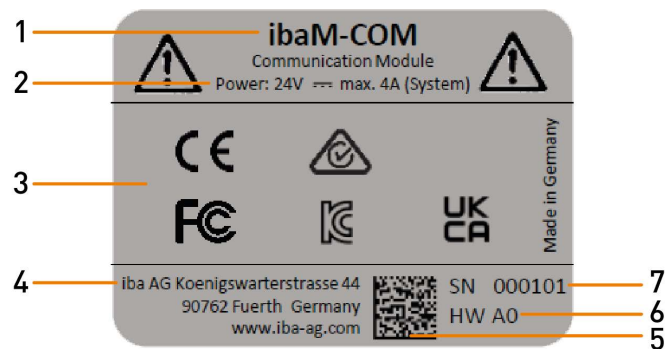 1
ibaM-COM
Communication Module
2
Power: 24V ⎓ max. 4A (System)
3
CE
FC
UK
CA
Made in Germany
4
iba AG Koenigswarterstrasse 44
90762 Fuerth Germany
www.iba-ag.com
SN 000101
HW A0
7
6
5